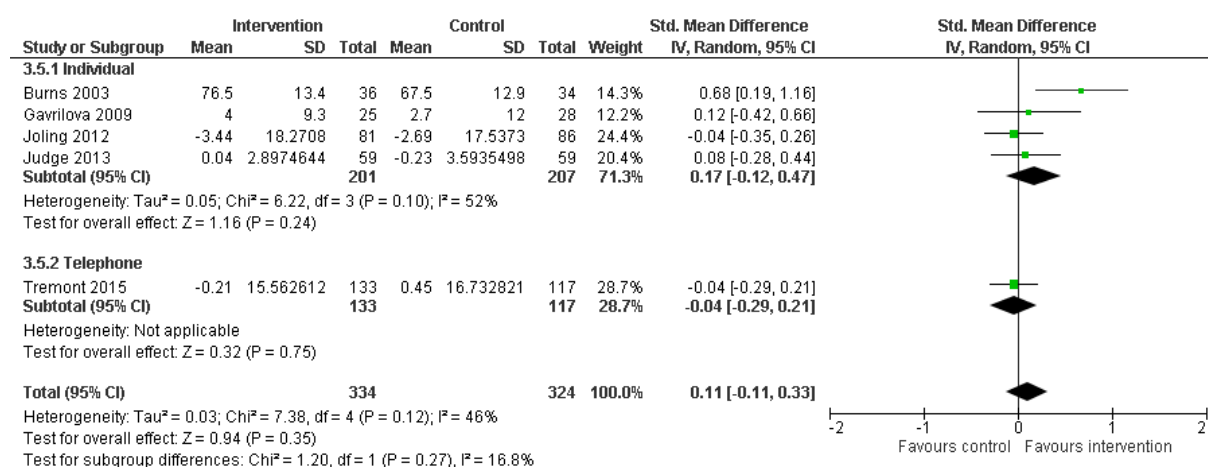 Intervention Control Std. Mean Difference Std. Mean Difference
Study or Subgroup Mean SD Total Mean SD Total Weight IV, Random, 95% CI IV, Random, 95% CI
3.5.1 Individual
Burns 2003 76.5 13.4 36 67.5 12.9 34 14.3% 0.68 [0.19, 1.16]
Gavrilova 2009 4 9.3 25 2.7 12 28 12.2% 0.12 [-0.42, 0.66]
Joling 2012 -3.44 18.2708 81 -2.69 17.5373 86 24.4% -0.04 [-0.35, 0.26]
Judge 2013 0.04 2.8974644 59 -0.23 3.5935498 59 20.4% 0.08 [-0.28, 0.44]
Subtotal (95% CI) 201 207 71.3% 0.17 [-0.12, 0.47]
Heterogeneity: Tau² = 0.05; Chi² = 6.22, df = 3 (P = 0.10); I² = 52%
Test for overall effect: Z = 1.16 (P = 0.24)
3.5.2 Telephone
Tremont 2015 -0.21 15.562612 133 0.45 16.732821 117 28.7% -0.04 [-0.29, 0.21]
Subtotal (95% CI) 133 117 28.7% -0.04 [-0.29, 0.21]
Heterogeneity: Not applicable
Test for overall effect: Z = 0.32 (P = 0.75)
Total (95% CI) 334 324 100.0% 0.11 [-0.11, 0.33]
Heterogeneity: Tau² = 0.03; Chi² = 7.38, df = 4 (P = 0.12); I² = 46%
Test for overall effect: Z = 0.94 (P = 0.35)
Test for subgroup differences: Chi² = 1.20, df = 1 (P = 0.27), I² = 16.8%
-2 -1 0 1 2
Favours control Favours intervention